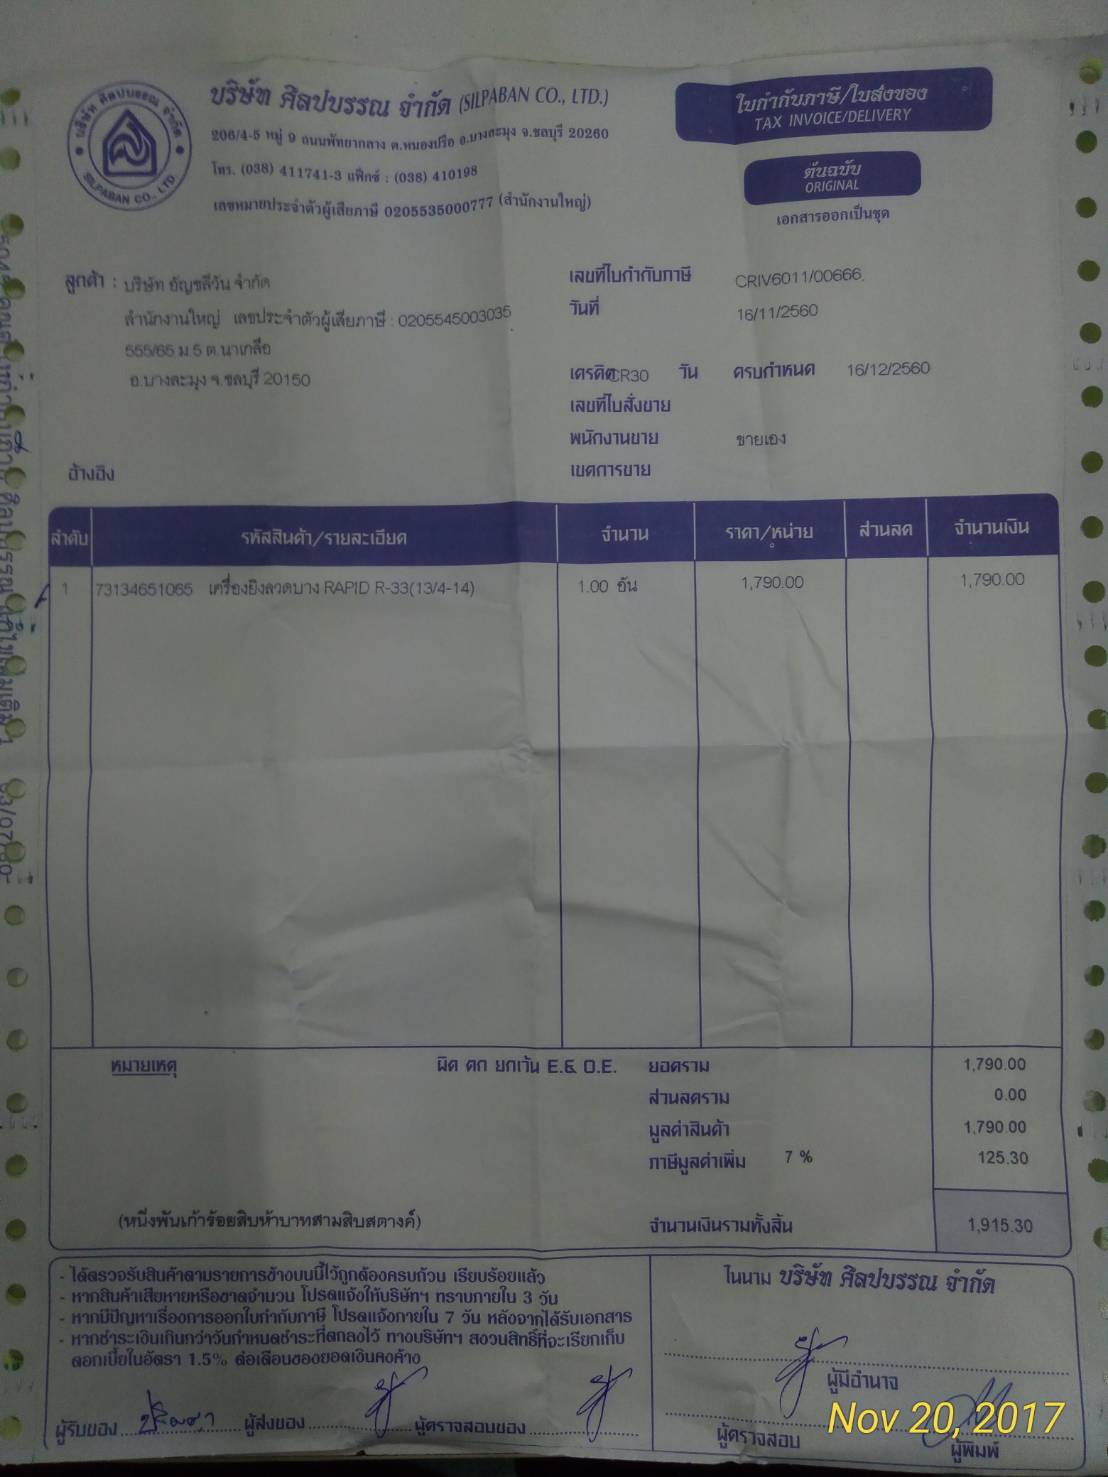 บริษัท ศิลปบรรณ จำกัด (SILPABAN CO., LTD.)
206/4-5 หมู่ 9 ถนนพัทยากลาง ต.หนองปรือ อ.บางละมุง จ.ชลบุรี 20260
โทร. (038) 411741-3 แฟ็กซ์ : (038) 410198
เลขหมายประจำตัวผู้เสียภาษี 0205535000777 (สำนักงานใหญ่)
บริษัท ศิลปบรรณ จำกัด
SILPABAN CO., LTD.
ใบกำกับภาษี/ใบส่งของ
TAX INVOICE/DELIVERY
ต้นฉบับ
ORIGINAL
เอกสารออกเป็นชุด
ลูกค้า : บริษัท อัญชลีวัน จำกัด
สำนักงานใหญ่ เลขประจำตัวผู้เสียภาษี : 0205545003035
555/65 ม.5 ต.นาเกลือ
อ.บางละมุง จ.ชลบุรี 20150
อ้างอิง
เลขที่ใบกำกับภาษี CRIV6011/00666
วันที่ 16/11/2560
เครดิต CR30 วัน ครบกำหนด 16/12/2560
เลขที่ใบสั่งขาย
พนักงานขาย ขายเอง
เขตการขาย
ลำดับ รหัสสินค้า/รายละเอียด จำนวน ราคา/หน่วย ส่วนลด จำนวนเงิน
1 73134651065 เครื่องยิงลวดบาง RAPID R-33(13/4-14) 1.00 อัน 1,790.00 1,790.00
หมายเหตุ ผิด ตก ยกเว้น E.& O.E. ยอดรวม 1,790.00
ส่วนลดรวม 0.00
มูลค่าสินค้า 1,790.00
ภาษีมูลค่าเพิ่ม 7 % 125.30
(หนึ่งพันเก้าร้อยสิบห้าบาทสามสิบสตางค์) จำนวนเงินรวมทั้งสิ้น 1,915.30
- ได้ตรวจรับสินค้าตามรายการข้างบนนี้ไว้ถูกต้องครบถ้วน เรียบร้อยแล้ว
- หากสินค้าเสียหายหรือขาดจำนวน โปรดแจ้งให้บริษัทฯ ทราบภายใน 3 วัน
- หากมีปัญหาเรื่องการออกใบกำกับภาษี โปรดแจ้งภายใน 7 วัน หลังจากได้รับเอกสาร
- หากชำระเงินเกินกว่าวันกำหนดชำระที่ตกลงไว้ ทางบริษัทฯ สงวนสิทธิ์ที่จะเรียกเก็บ
ดอกเบี้ยในอัตรา 1.5% ต่อเดือนของยอดเงินคงค้าง
ผู้รับของ ผู้ส่งของ ผู้ตรวจสอบของ
ในนาม บริษัท ศิลปบรรณ จำกัด
ผู้มีอำนาจ
ผู้ตรวจสอบ ผู้พิมพ์
Nov 20, 2017